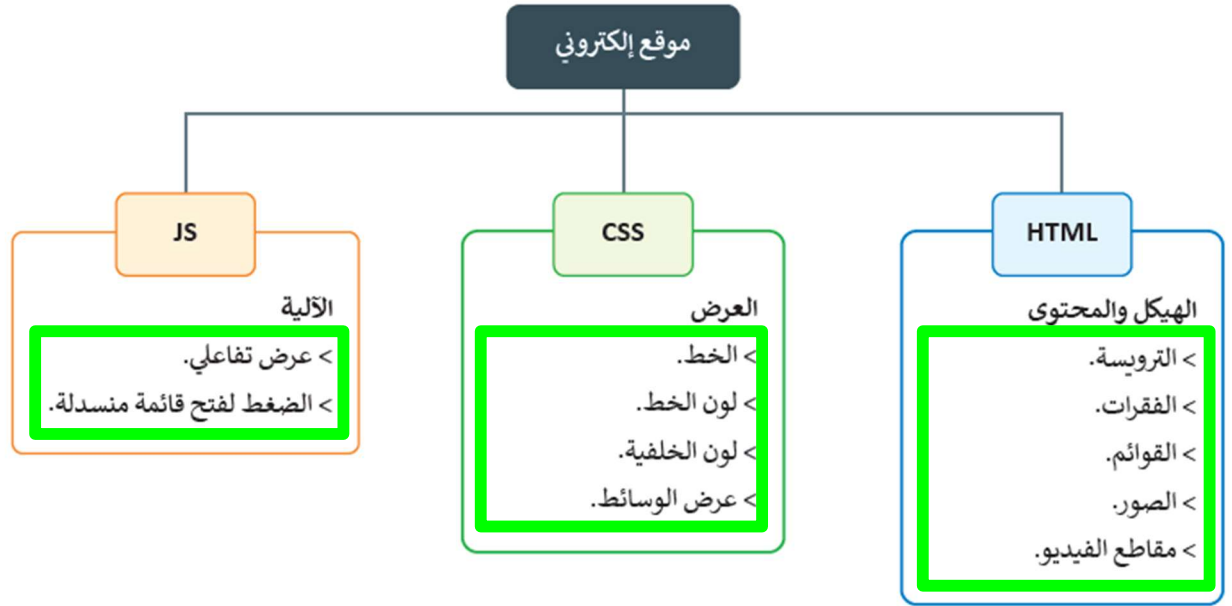 موقع إلكتروني
HTML
الهيكل والمحتوى
> الترويسة.
> الفقرات.
> القوائم.
> الصور.
> مقاطع الفيديو.
CSS
العرض
> الخط.
> لون الخط.
> لون الخلفية.
> عرض الوسائط.
JS
الآلية
> عرض تفاعلي.
> الضغط لفتح قائمة منسدلة.